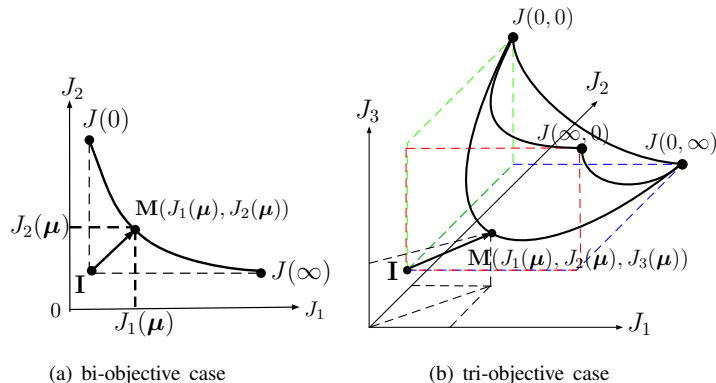 J(0, 0)
J_2
J_2
J_3
J(0)
J(∞, 0)
J(0, ∞)
M(J_1(μ), J_2(μ))
J_2(μ)
I
J(∞)
M(J_1(μ), J_2(μ), J_3(μ))
I
0
J_1(μ)
J_1
J_1
(a) bi-objective case
(b) tri-objective case